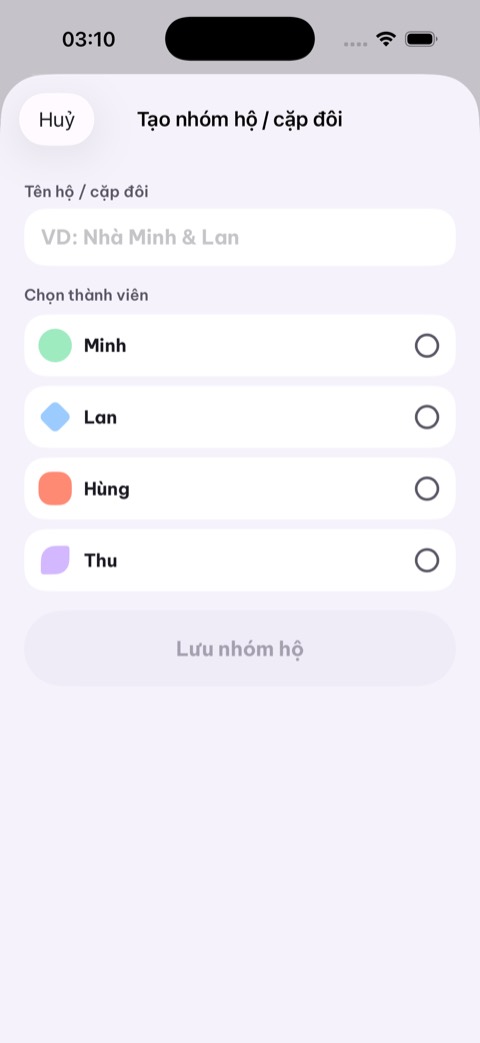 03:10
Huỷ
Tạo nhóm hộ / cặp đôi
Tên hộ / cặp đôi
VD: Nhà Minh & Lan
Chọn thành viên
Minh
Lan
Hùng
Thu
Lưu nhóm hộ